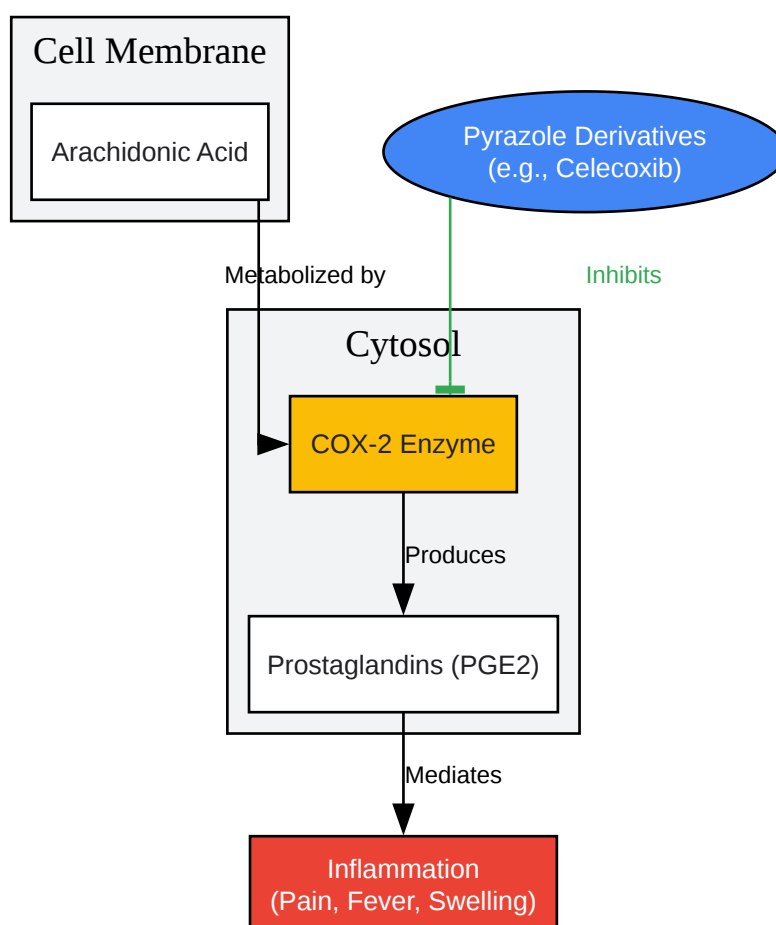 Cell Membrane
Arachidonic Acid
Pyrazole Derivatives
(e.g., Celecoxib)
Metabolized by
Inhibits
Cytosol
COX-2 Enzyme
Produces
Prostaglandins (PGE2)
Mediates
Inflammation
(Pain, Fever, Swelling)